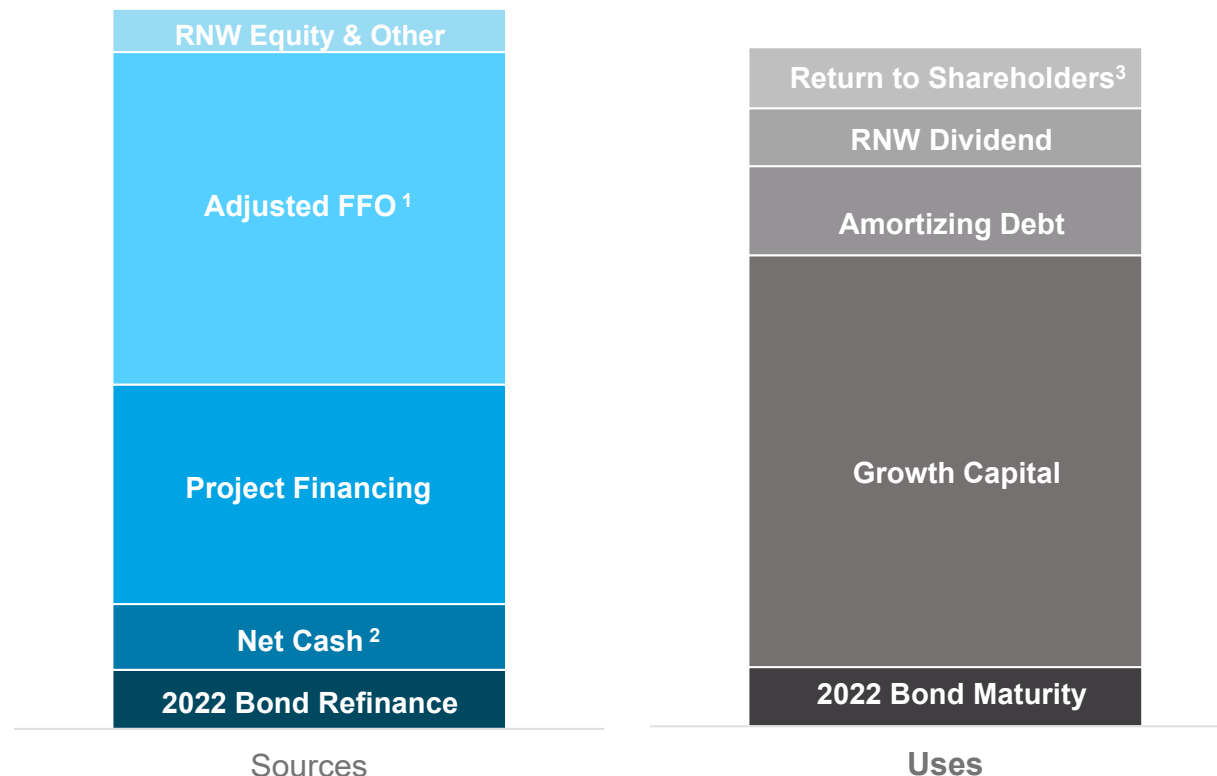 RNW Equity & Other
Adjusted FFO 1
Project Financing
Net Cash 2
2022 Bond Refinance
Sources
Return to Shareholders3
RNW Dividend
Amortizing Debt
Growth Capital
2022 Bond Maturity
Uses